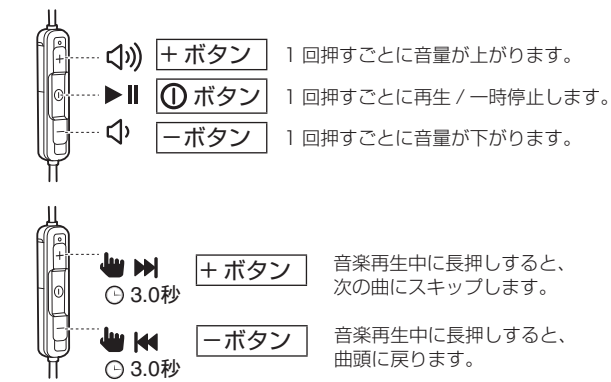 +ボタン 1回押すごとに音量が上がります。
ボタン 1回押すごとに再生/一時停止します。
−ボタン 1回押すごとに音量が下がります。
3.0秒 +ボタン 音楽再生中に長押しすると、
次の曲にスキップします。
3.0秒 −ボタン 音楽再生中に長押しすると、
曲頭に戻ります。